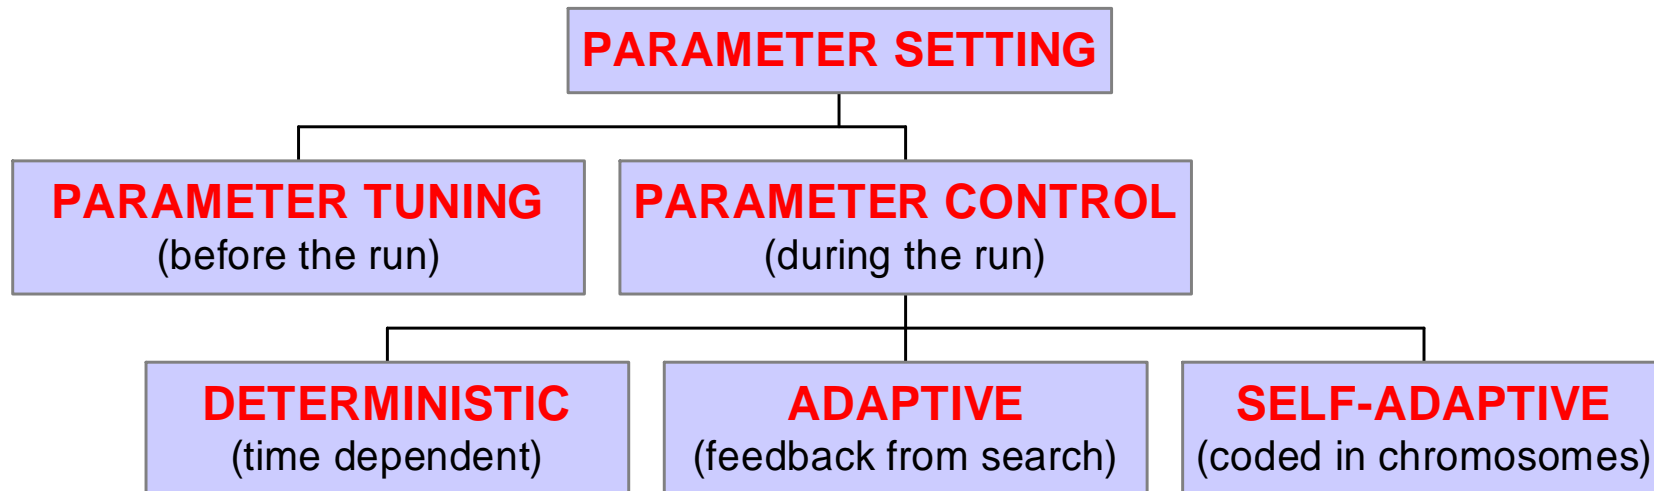 PARAMETER SETTING
PARAMETER TUNING
(before the run)
PARAMETER CONTROL
(during the run)
DETERMINISTIC
(time dependent)
ADAPTIVE
(feedback from search)
SELF-ADAPTIVE
(coded in chromosomes)